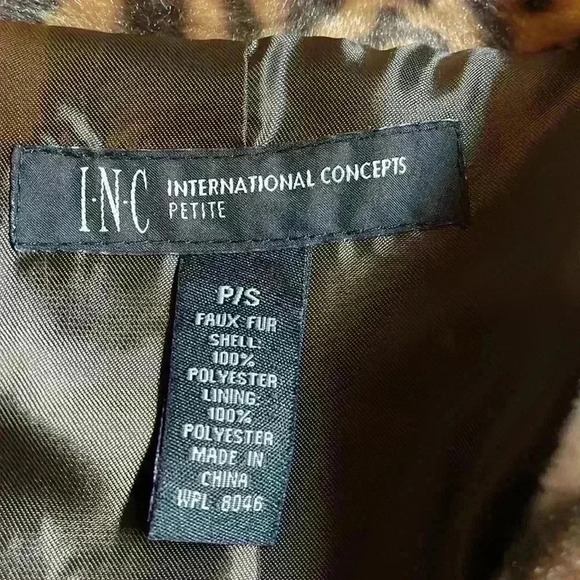 I·N·C INTERNATIONAL CONCEPTS
PETITE
P/S
FAUX FUR
SHELL:
100%
POLYESTER
LINING
100%
POLYESTER
MADE IN
CHINA
WPL 8046